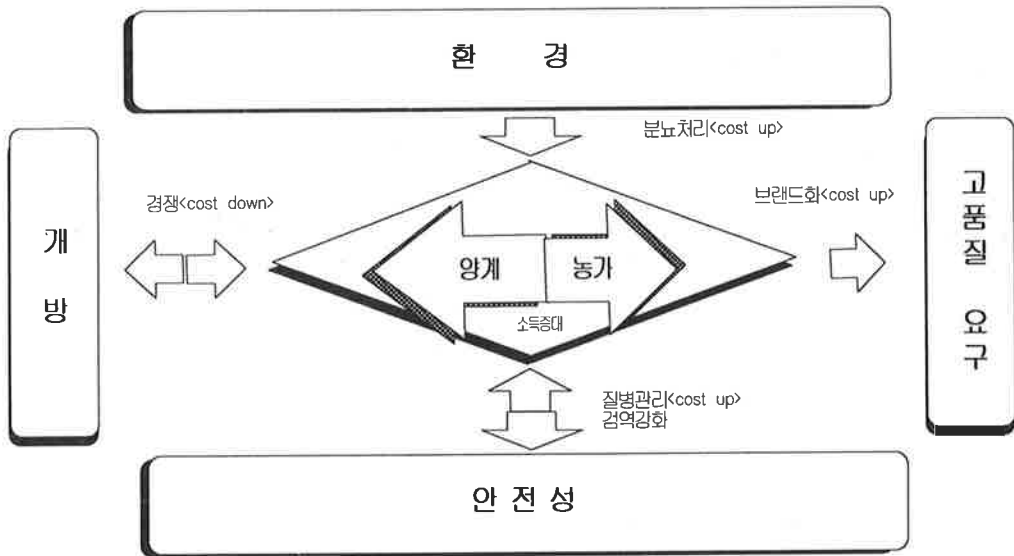 환 경
분뇨처리<cost up>
경쟁<cost down>
브랜드화<cost up>
개방
고품질 요구
양계 농가
소득증대
질병관리<cost up>
검역강화
안전성